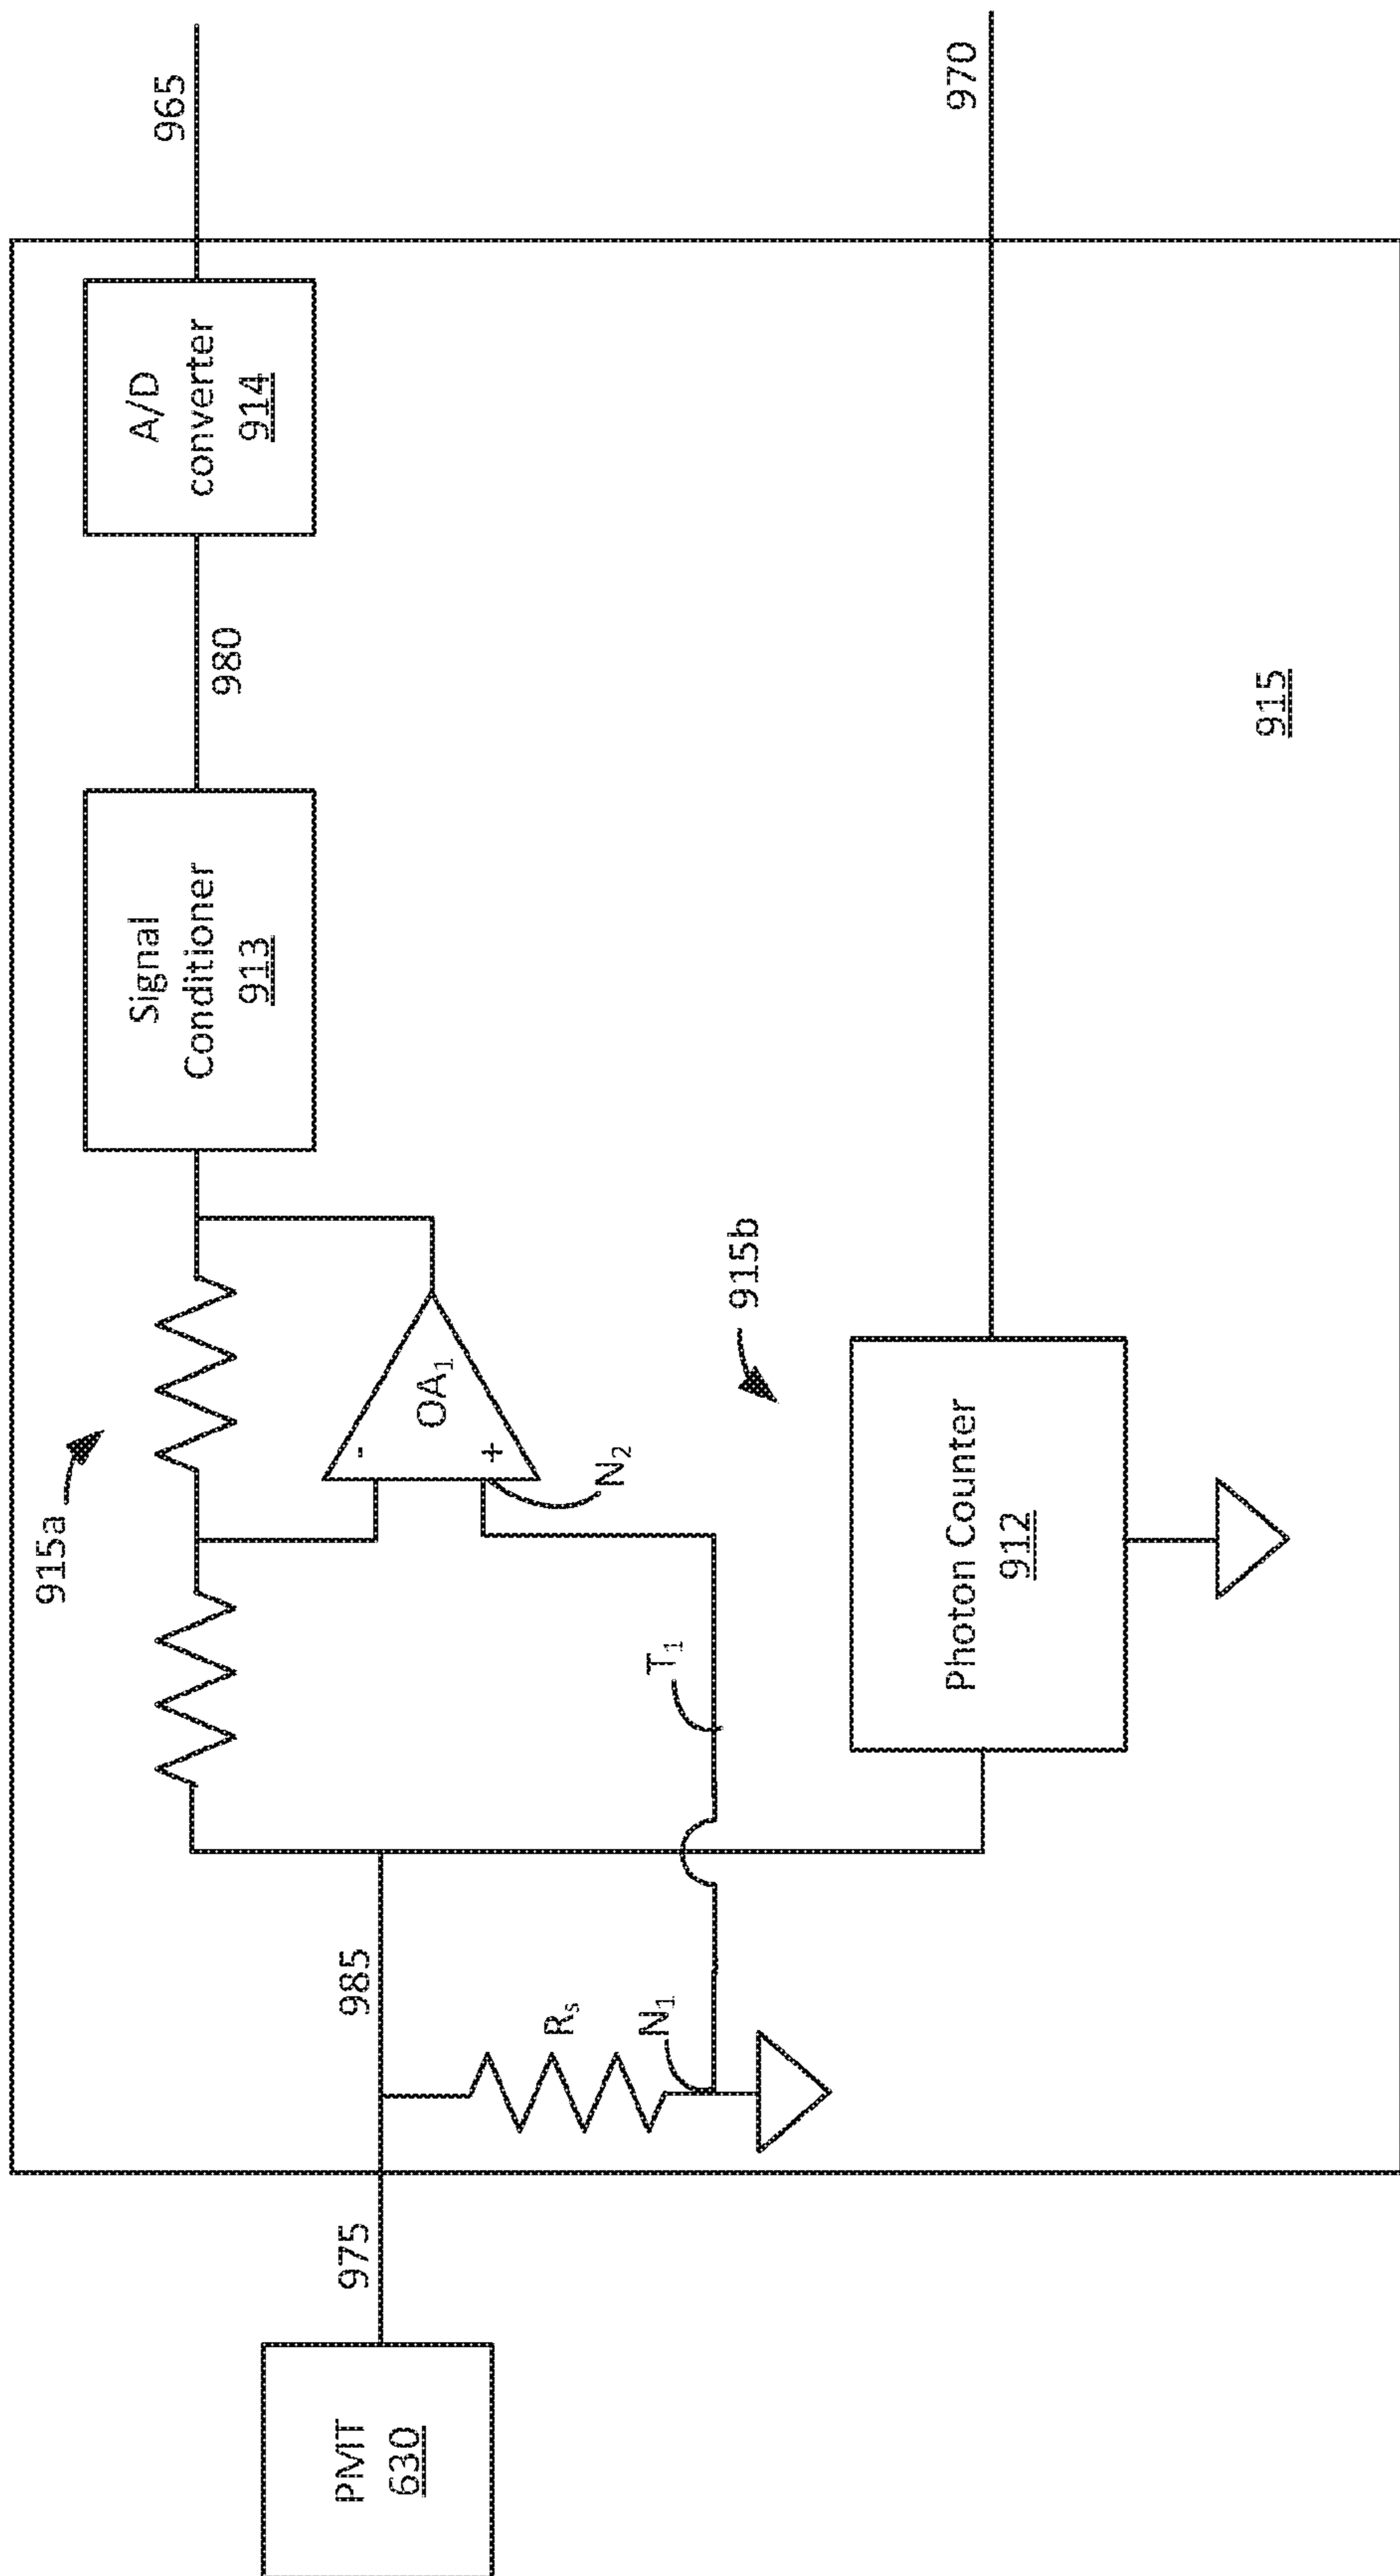 965
970
A/D
converter
914
980
Signal
Conditioner
913
915
915a
915b
OA₁
-
+
N₂
T₁
Photon Counter
912
985
Rₛ
N₁
975
PMT
630